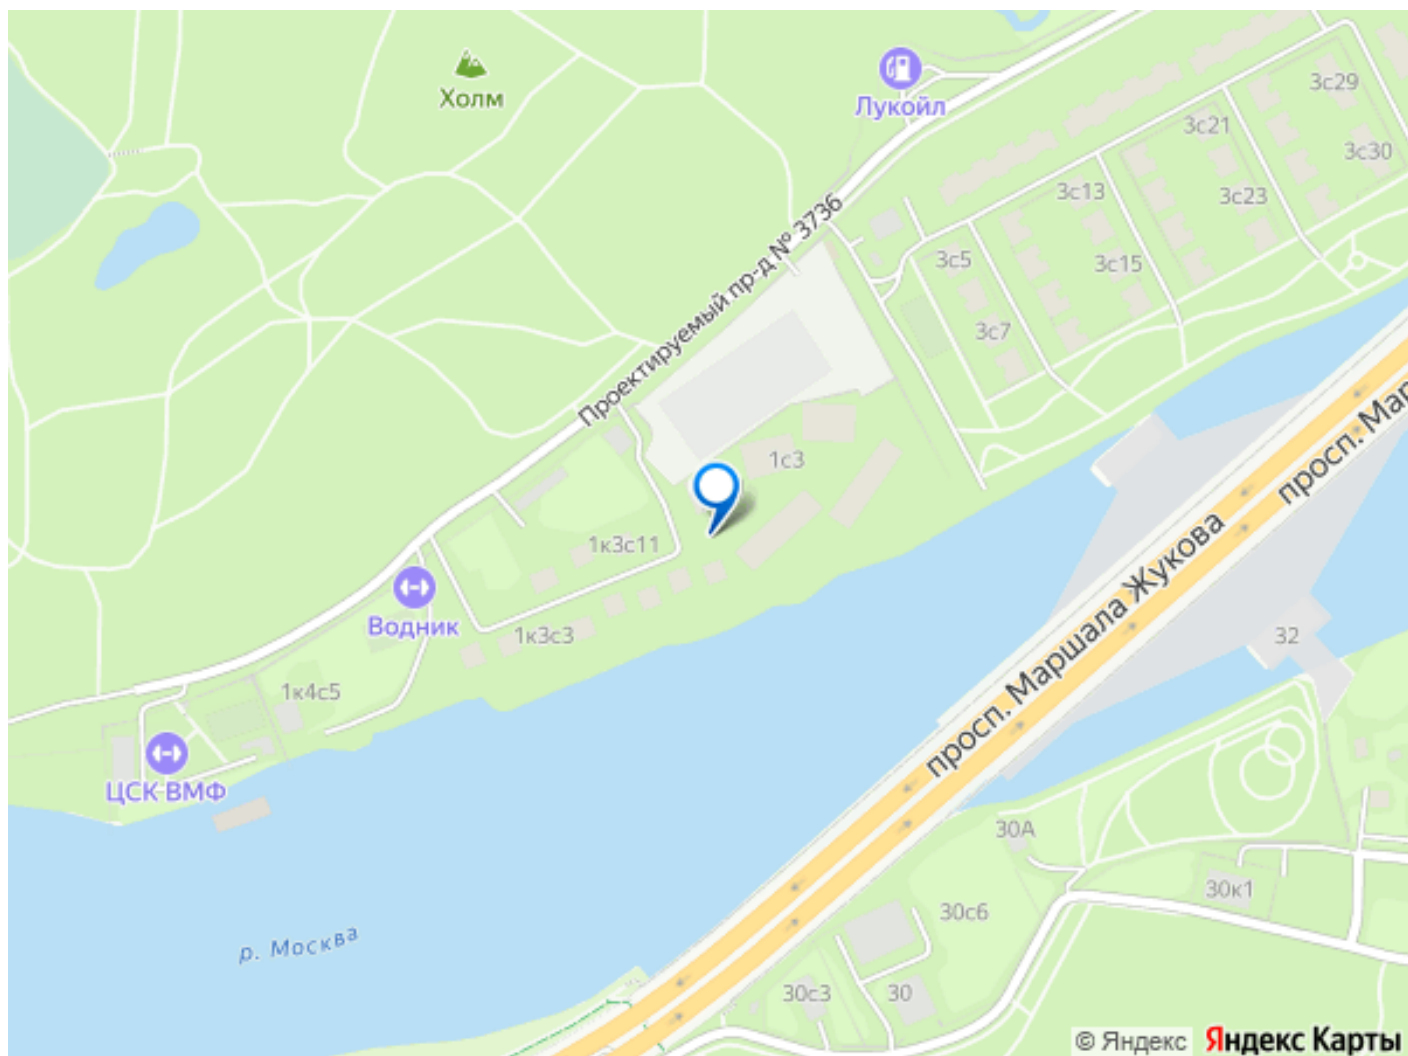 Холм
Лукойл
3с29
3с21
3с30
3с13
3с23
Проектируемый пр-д № 3736
3с5
3с15
3с7
1с3
просп. Мар
1к3с11
Водник
1к3с3
просп. Маршала Жукова
32
1к4с5
ЦСК ВМФ
30А
30к1
30с6
р. Москва
30с3
30
© Яндекс Яндекс Карты